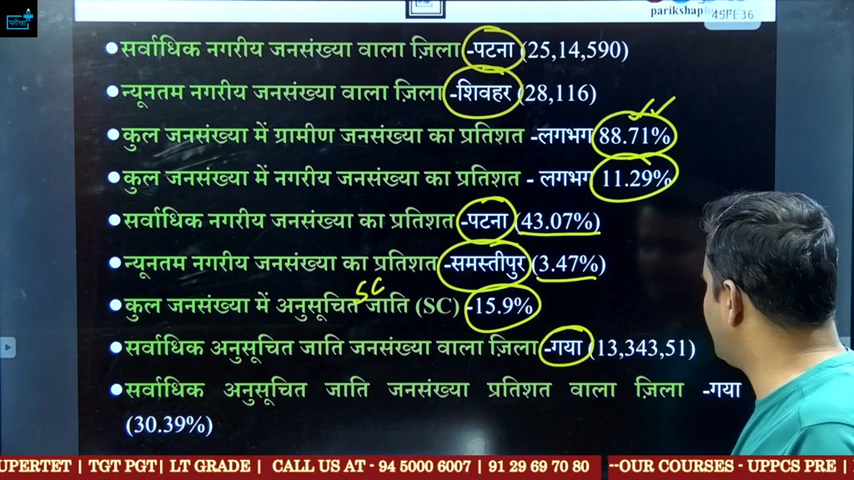 परीक्षा
parikshap
45FE36
●सर्वाधिक नगरीय जनसंख्या वाला ज़िला -पटना (25,14,590)
●न्यूनतम नगरीय जनसंख्या वाला ज़िला -शिवहर (28,116)
●कुल जनसंख्या में ग्रामीण जनसंख्या का प्रतिशत -लगभग 88.71%
●कुल जनसंख्या में नगरीय जनसंख्या का प्रतिशत - लगभग 11.29%
●सर्वाधिक नगरीय जनसंख्या का प्रतिशत -पटना (43.07%)
●न्यूनतम नगरीय जनसंख्या का प्रतिशत -समस्तीपुर (3.47%)
SC
●कुल जनसंख्या में अनुसूचित जाति (SC) -15.9%
●सर्वाधिक अनुसूचित जाति जनसंख्या वाला ज़िला -गया (13,343,51)
●सर्वाधिक अनुसूचित जाति जनसंख्या प्रतिशत वाला ज़िला -गया
(30.39%)
UPERTET | TGT PGT| LT GRADE | CALL US AT - 94 5000 6007 | 91 29 69 70 80 --OUR COURSES - UPPCS PRE |